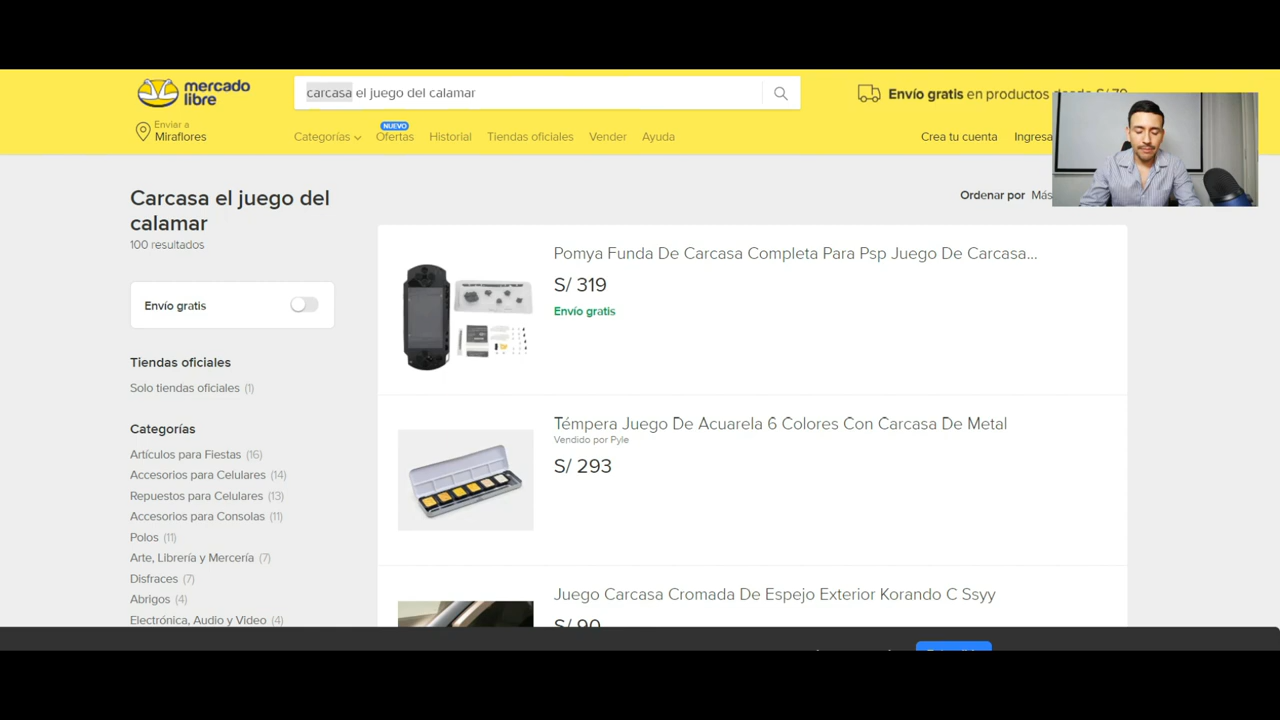 mercado
libre
carcasa el juego del calamar
Envío gratis en productos desde S/ 79
Enviar a
Miraflores
Categorías
NUEVO
Ofertas
Historial
Tiendas oficiales
Vender
Ayuda
Crea tu cuenta
Ingresa
Carcasa el juego del
calamar
100 resultados
Ordenar por Más
Envío gratis
Tiendas oficiales
Solo tiendas oficiales (1)
Categorías
Artículos para Fiestas (16)
Accesorios para Celulares (14)
Repuestos para Celulares (13)
Accesorios para Consolas (11)
Polos (11)
Arte, Librería y Mercería (7)
Disfraces (7)
Abrigos (4)
Electrónica, Audio y Video (4)
Pomya Funda De Carcasa Completa Para Psp Juego De Carcasa...
S/ 319
Envío gratis
Témpera Juego De Acuarela 6 Colores Con Carcasa De Metal
Vendido por Pyle
S/ 293
Juego Carcasa Cromada De Espejo Exterior Korando C Ssyy
S/ 90